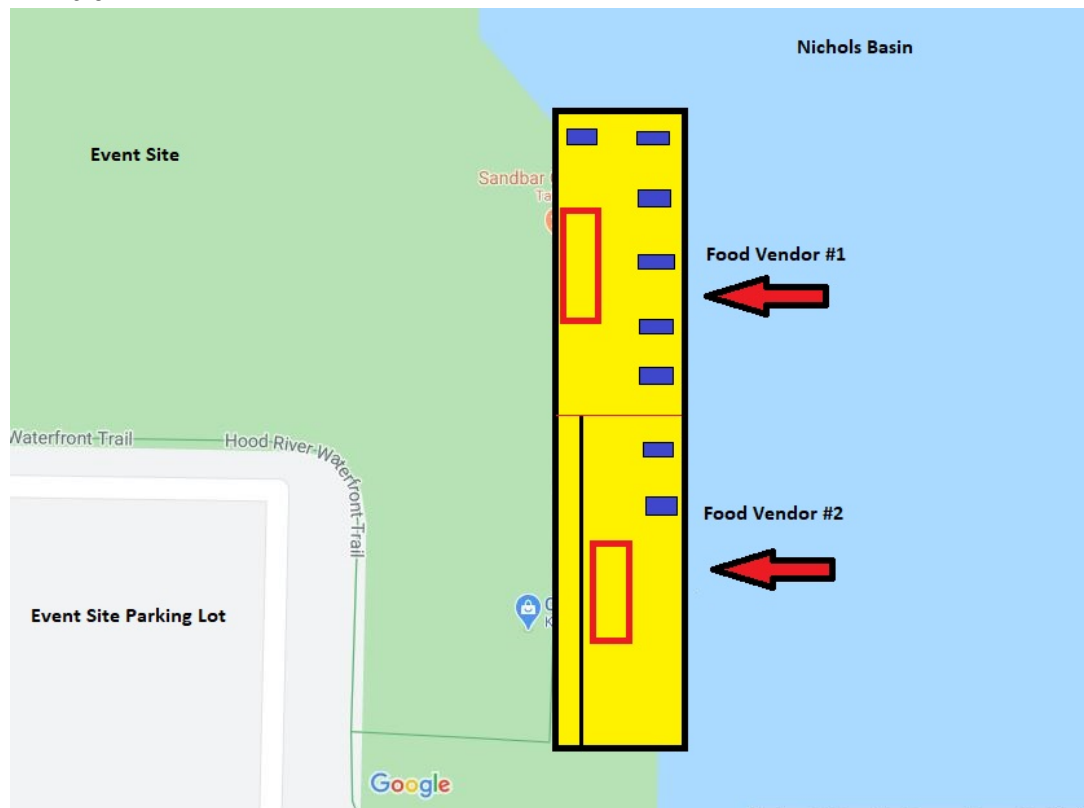 Nichols Basin
Event Site
Sandbar
Ta
Food Vendor #1
Waterfront Trail
Hood River Waterfront Trail
Food Vendor #2
Event Site Parking Lot
Google